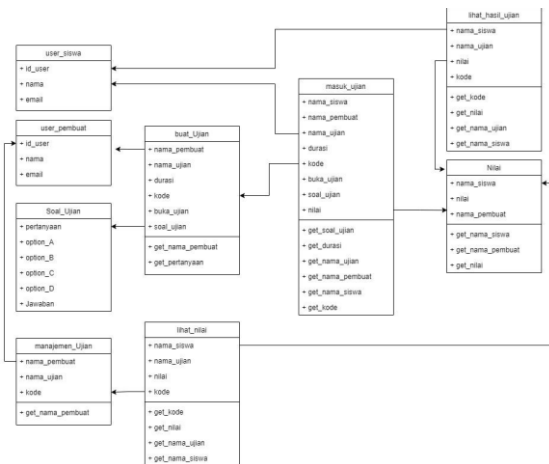 lihat_hasil_ujian
+ nama_siswa
+ nama_ujian
+ nilai
+ kode
+ get_kode
+ get_nilai
+ get_nama_ujian
+ get_nama_siswa
user_siswa
+ id_user
+ nama
+ email
masuk_ujian
+ nama_siswa
+ nama_pembuat
+ nama_ujian
+ durasi
+ kode
+ buka_ujian
+ soal_ujian
+ nilai
+ get_soal_ujian
+ get_durasi
+ get_nama_ujian
+ get_nama_pembuat
+ get_nama_siswa
+ get_kode
user_pembuat
+ id_user
+ nama
+ email
buat_Ujian
+ nama_pembuat
+ nama_ujian
+ durasi
+ kode
+ buka_ujian
+ soal_ujian
+ get_nama_pembuat
+ get_pertanyaan
Nilai
+ nama_siswa
+ nilai
+ nama_pembuat
+ get_nama_siswa
+ get_nama_pembuat
+ get_nilai
Soal_Ujian
+ pertanyaan
+ option_A
+ option_B
+ option_C
+ option_D
+ Jawaban
manajemen_Ujian
+ nama_pembuat
+ nama_ujian
+ kode
+ get_nama_pembuat
lihat_nilai
+ nama_siswa
+ nama_ujian
+ nilai
+ kode
+ get_kode
+ get_nilai
+ get_nama_ujian
+ get_nama_siswa